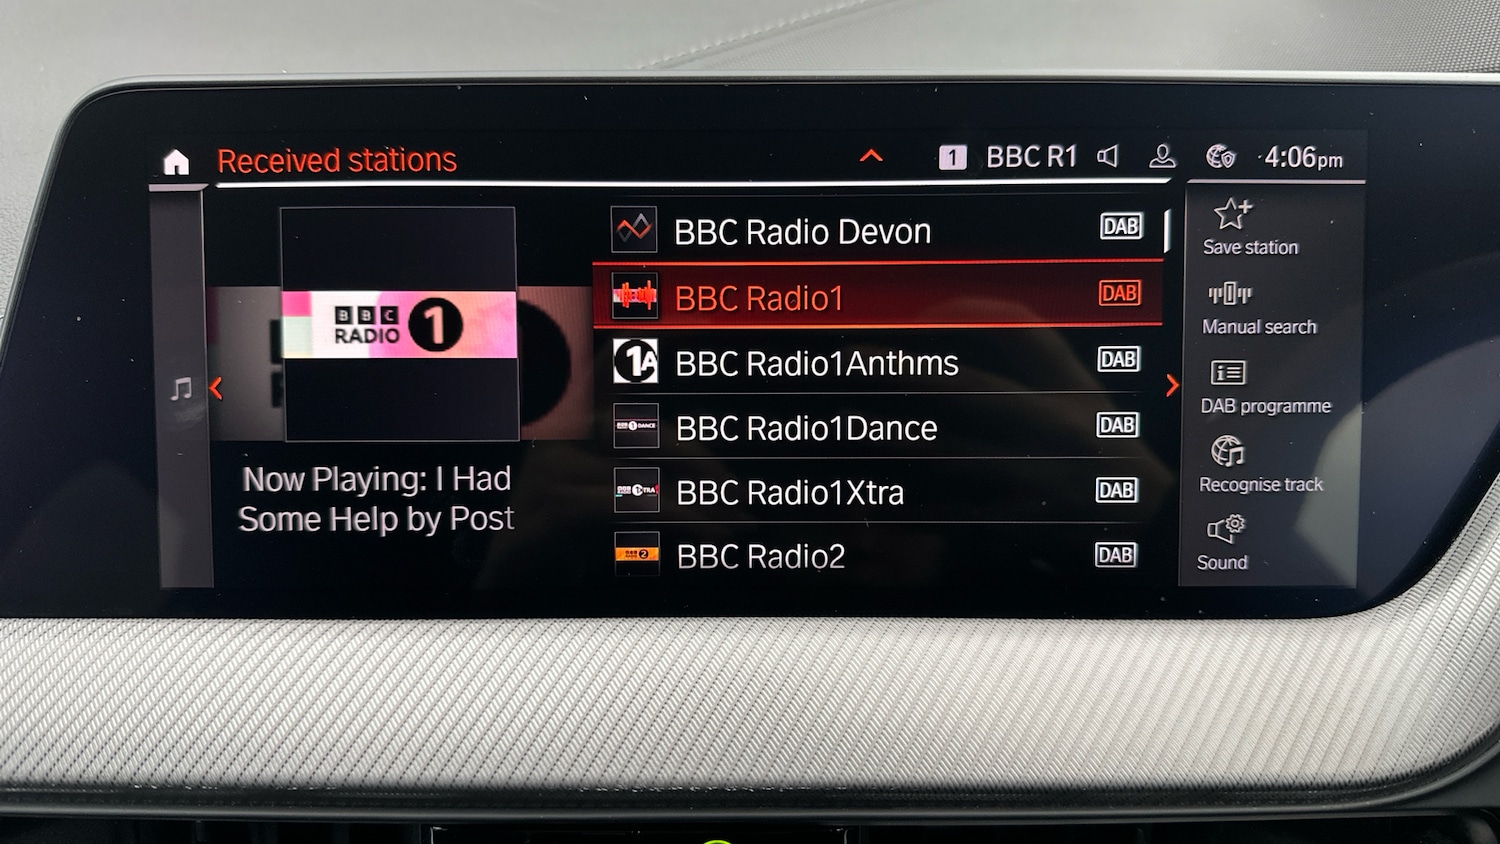 Received stations
1 BBC R1 4:06pm
BBC
RADIO 1
Now Playing: I Had
Some Help by Post
BBC Radio Devon DAB
BBC Radio1 DAB
1A BBC Radio1Anthms DAB
BBC Radio1Dance DAB
BBC Radio1Xtra DAB
BBC Radio2 DAB
Save station
Manual search
DAB programme
Recognise track
Sound